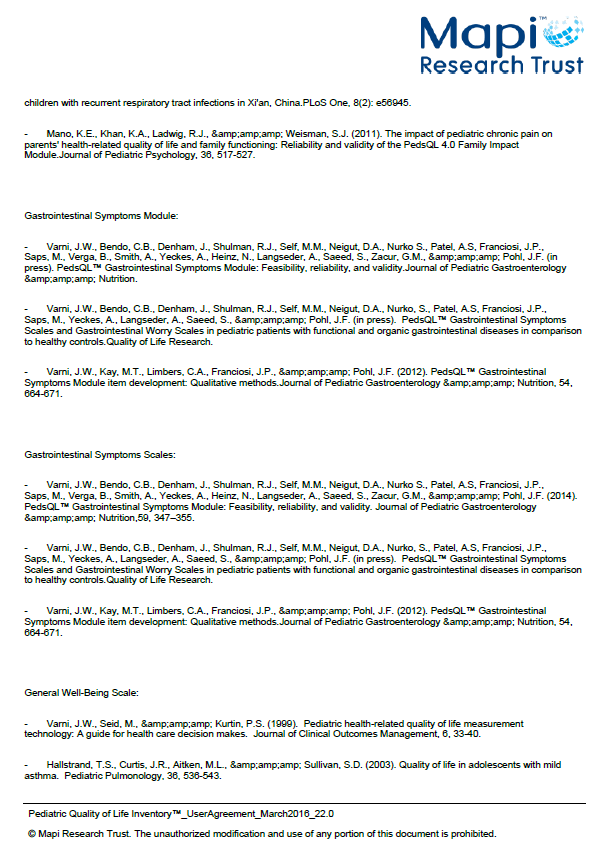 Mapi™
Research Trust
children with recurrent respiratory tract infections in Xi'an, China.PLoS One, 8(2): e56945.
- Mano, K.E., Khan, K.A., Ladwig, R.J., &amp;amp;amp; Weisman, S.J. (2011). The impact of pediatric chronic pain on
parents' health-related quality of life and family functioning: Reliability and validity of the PedsQL 4.0 Family Impact
Module.Journal of Pediatric Psychology, 36, 517-527.
Gastrointestinal Symptoms Module:
- Varni, J.W., Bendo, C.B., Denham, J., Shulman, R.J., Self, M.M., Neigut, D.A., Nurko S., Patel, A.S, Franciosi, J.P.,
Saps, M., Verga, B., Smith, A., Yeckes, A., Heinz, N., Langseder, A., Saeed, S., Zacur, G.M., &amp;amp;amp; Pohl, J.F. (in
press). PedsQL™ Gastrointestinal Symptoms Module: Feasibility, reliability, and validity.Journal of Pediatric Gastroenterology
&amp;amp;amp; Nutrition.
- Varni, J.W., Bendo, C.B., Denham, J., Shulman, R.J., Self, M.M., Neigut, D.A., Nurko, S., Patel, A.S, Franciosi, J.P.,
Saps, M., Yeckes, A., Langseder, A., Saeed, S., &amp;amp;amp; Pohl, J.F. (in press). PedsQL™ Gastrointestinal Symptoms
Scales and Gastrointestinal Worry Scales in pediatric patients with functional and organic gastrointestinal diseases in comparison
to healthy controls.Quality of Life Research.
- Varni, J.W., Kay, M.T., Limbers, C.A., Franciosi, J.P., &amp;amp;amp; Pohl, J.F. (2012). PedsQL™ Gastrointestinal
Symptoms Module item development: Qualitative methods.Journal of Pediatric Gastroenterology &amp;amp;amp; Nutrition, 54,
664-671.
Gastrointestinal Symptoms Scales:
- Varni, J.W., Bendo, C.B., Denham, J., Shulman, R.J., Self, M.M., Neigut, D.A., Nurko S., Patel, A.S, Franciosi, J.P.,
Saps, M., Verga, B., Smith, A., Yeckes, A., Heinz, N., Langseder, A., Saeed, S., Zacur, G.M., &amp;amp;amp; Pohl, J.F. (2014).
PedsQL™ Gastrointestinal Symptoms Module: Feasibility, reliability, and validity. Journal of Pediatric Gastroenterology
&amp;amp;amp; Nutrition,59, 347–355.
- Varni, J.W., Bendo, C.B., Denham, J., Shulman, R.J., Self, M.M., Neigut, D.A., Nurko, S., Patel, A.S, Franciosi, J.P.,
Saps, M., Yeckes, A., Langseder, A., Saeed, S., &amp;amp;amp; Pohl, J.F. (in press). PedsQL™ Gastrointestinal Symptoms
Scales and Gastrointestinal Worry Scales in pediatric patients with functional and organic gastrointestinal diseases in comparison
to healthy controls.Quality of Life Research.
- Varni, J.W., Kay, M.T., Limbers, C.A., Franciosi, J.P., &amp;amp;amp; Pohl, J.F. (2012). PedsQL™ Gastrointestinal
Symptoms Module item development: Qualitative methods.Journal of Pediatric Gastroenterology &amp;amp;amp; Nutrition, 54,
664-671.
General Well-Being Scale:
- Varni, J.W., Seid, M., &amp;amp;amp; Kurtin, P.S. (1999). Pediatric health-related quality of life measurement
technology: A guide for health care decision makes. Journal of Clinical Outcomes Management, 6, 33-40.
- Hallstrand, T.S., Curtis, J.R., Aitken, M.L., &amp;amp;amp; Sullivan, S.D. (2003). Quality of life in adolescents with mild
asthma. Pediatric Pulmonology, 36, 536-543.
Pediatric Quality of Life Inventory™_UserAgreement_March2016_22.0
© Mapi Research Trust. The unauthorized modification and use of any portion of this document is prohibited.